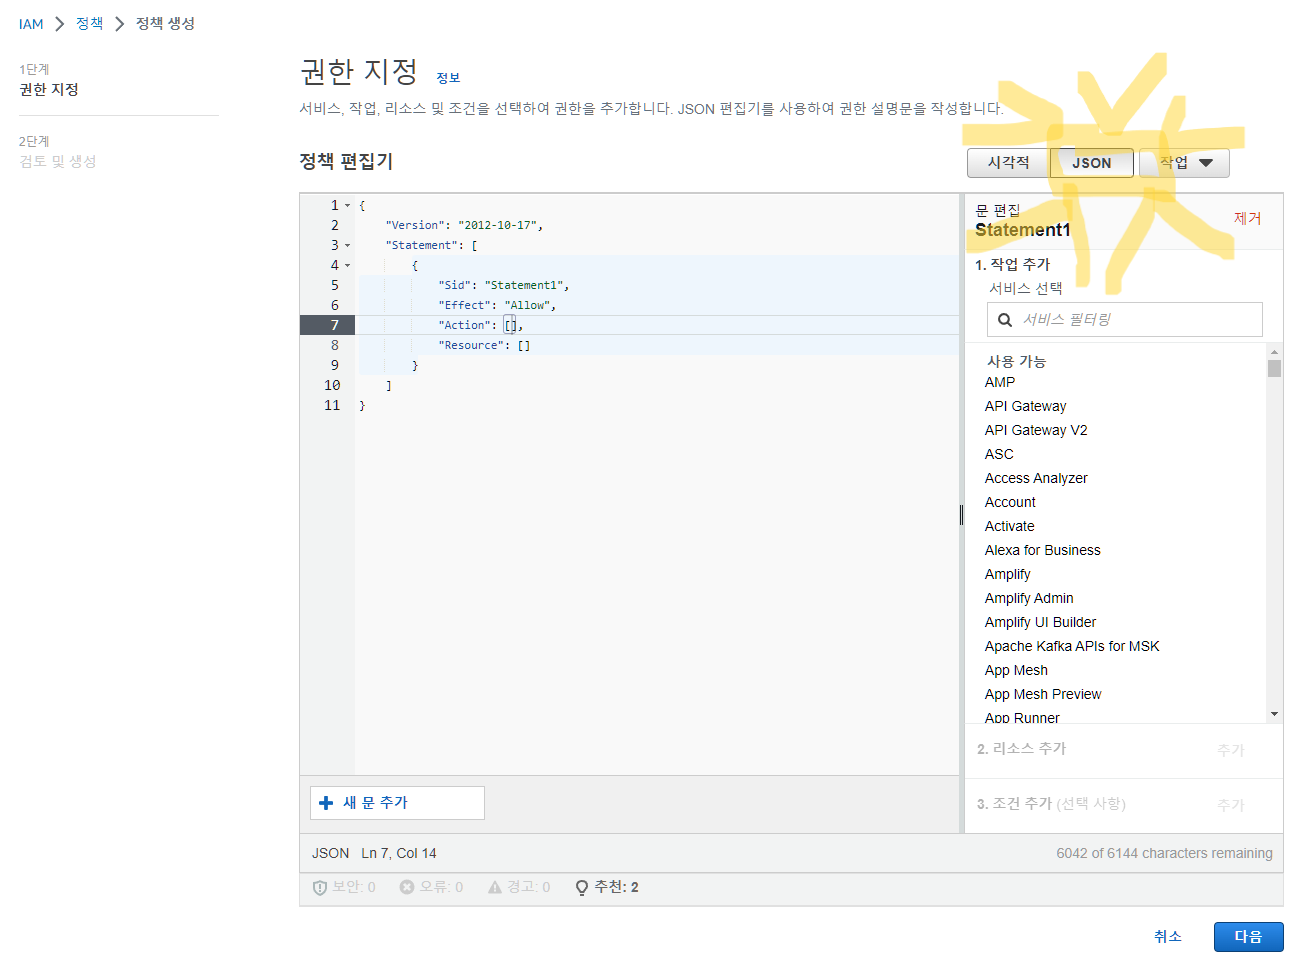 IAM > 정책 > 정책 생성
1단계
권한 지정
2단계
검토 및 생성
권한 지정 정보
서비스, 작업, 리소스 및 조건을 선택하여 권한을 추가합니다. JSON 편집기를 사용하여 권한 설명문을 작성합니다.
정책 편집기
시각적 JSON 작업
1 {
2 "Version": "2012-10-17",
3 "Statement": [
4 {
5 "Sid": "Statement1",
6 "Effect": "Allow",
7 "Action": [],
8 "Resource": []
9 }
10 ]
11 }
새 문 추가
문 편집
Statement1
제거
1. 작업 추가
서비스 선택
서비스 필터링
사용 가능
AMP
API Gateway
API Gateway V2
ASC
Access Analyzer
Account
Activate
Alexa for Business
Amplify
Amplify Admin
Amplify UI Builder
Apache Kafka APIs for MSK
App Mesh
App Mesh Preview
App Runner
2. 리소스 추가 추가
3. 조건 추가 (선택 사항) 추가
JSON Ln 7, Col 14 6042 of 6144 characters remaining
보안: 0 오류: 0 경고: 0 추천: 2
취소 다음